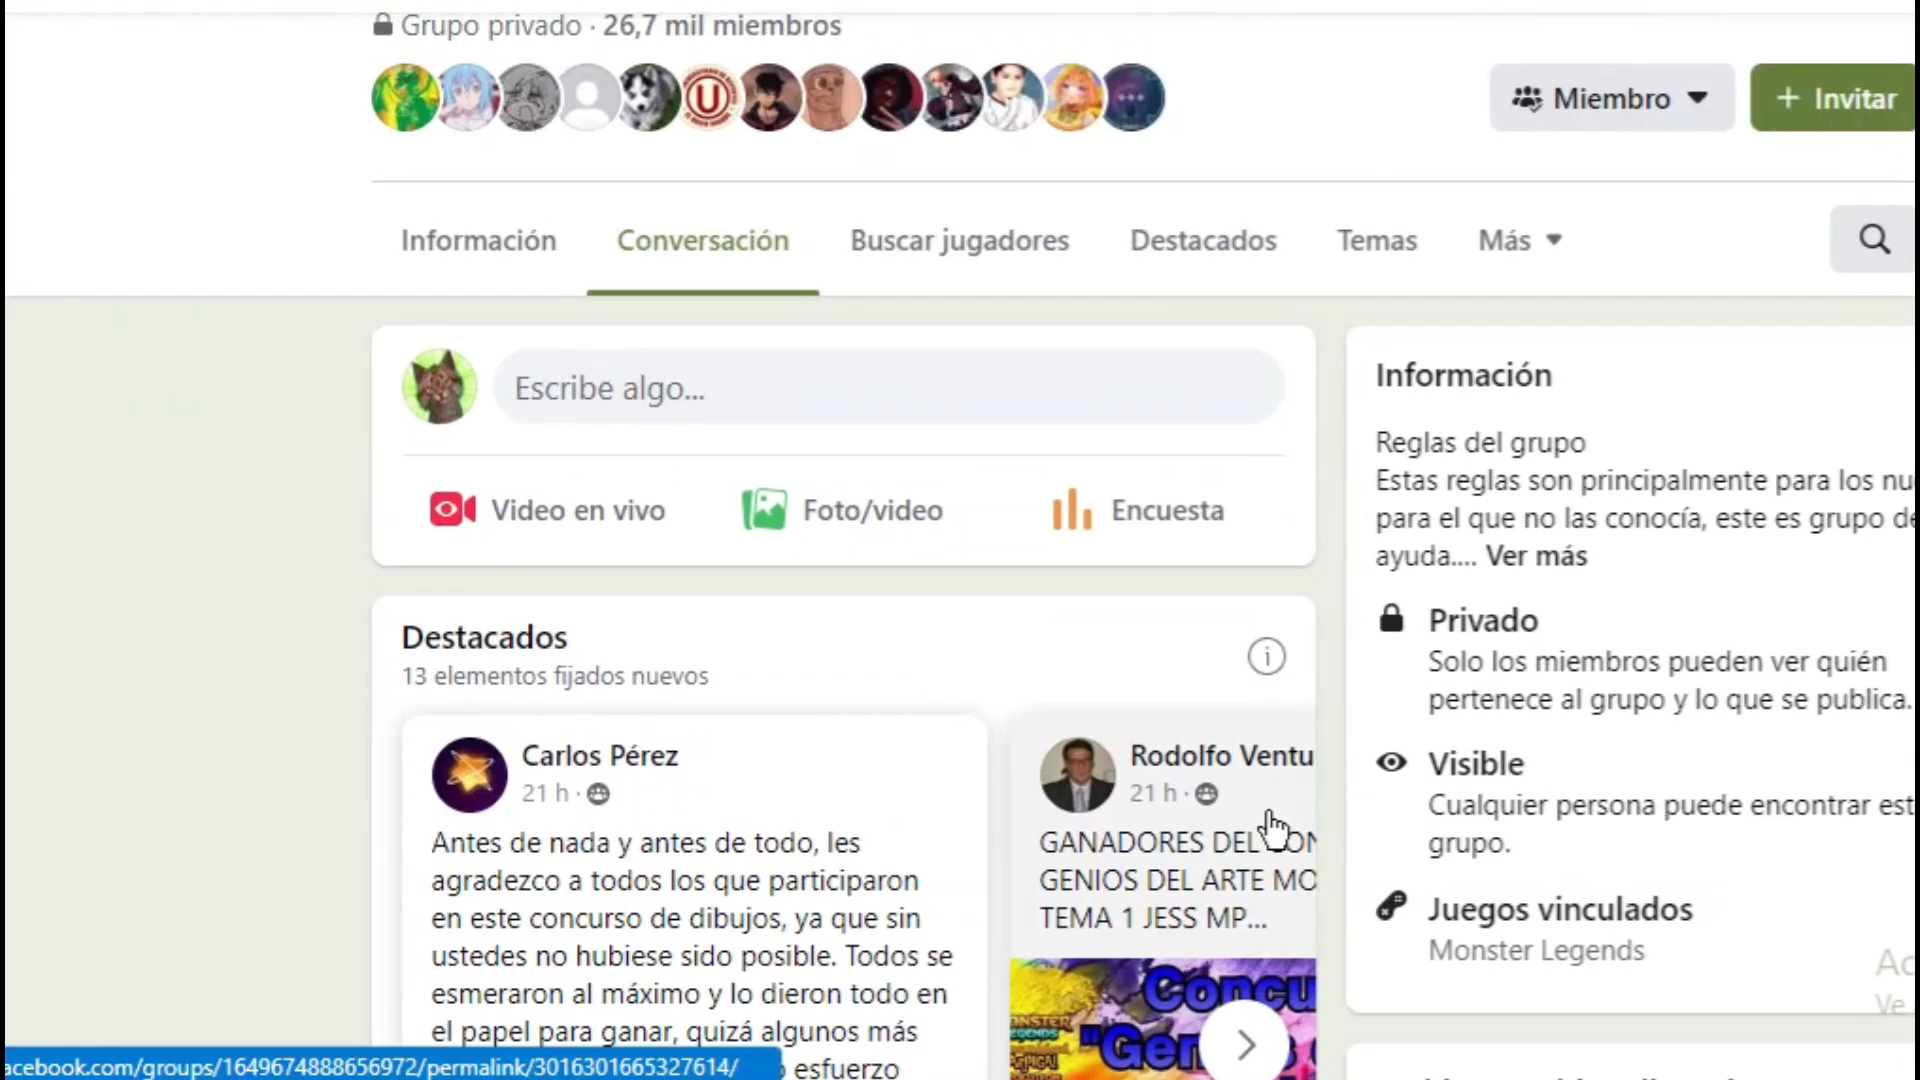 Grupo privado · 26,7 mil miembros
Miembro
+ Invitar
Información
Conversación
Buscar jugadores
Destacados
Temas
Más
Escribe algo...
Video en vivo
Foto/video
Encuesta
Destacados
13 elementos fijados nuevos
Carlos Pérez
21 h ·
Antes de nada y antes de todo, les
agradezco a todos los que participaron
en este concurso de dibujos, ya que sin
ustedes no hubiese sido posible. Todos se
esmeraron al máximo y lo dieron todo en
el papel para ganar, quizá algunos más
esfuerzo
Rodolfo Ventu
21 h ·
GANADORES DEL
GENIOS DEL ARTE MO
TEMA 1 JESS MP...
Concu
"Gen
MONSTER
LEGENDS
Información
Reglas del grupo
Estas reglas son principalmente para los nu
para el que no las conocía, este es grupo de
ayuda.... Ver más
Privado
Solo los miembros pueden ver quién
pertenece al grupo y lo que se publica.
Visible
Cualquier persona puede encontrar est
grupo.
Juegos vinculados
Monster Legends
Ac
Ve
acebook.com/groups/1649674888656972/permalink/3016301665327614/